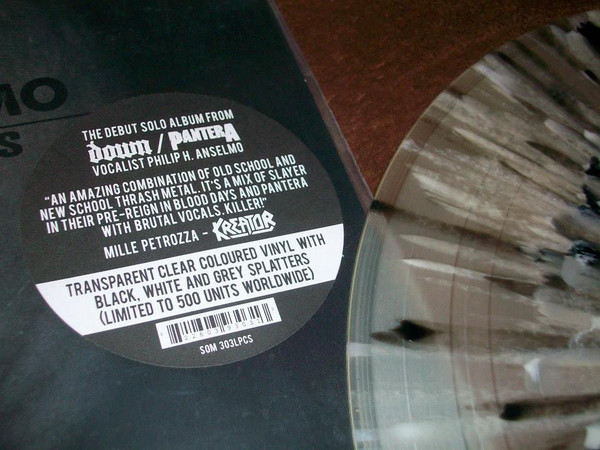 MO
S
THE DEBUT SOLO ALBUM FROM
down / PANTERA
VOCALIST PHILIP H. ANSELMO
"AN AMAZING COMBINATION OF OLD SCHOOL AND
NEW SCHOOL THRASH METAL. IT'S A MIX OF SLAYER
IN THEIR PRE-REIGN IN BLOOD DAYS AND PANTERA
WITH BRUTAL VOCALS. KILLER!"
MILLE PETROZZA - KREATOR
TRANSPARENT CLEAR COLOURED VINYL WITH
BLACK, WHITE AND GREY SPLATTERS
(LIMITED TO 500 UNITS WORLDWIDE)
SOM 303LPCS